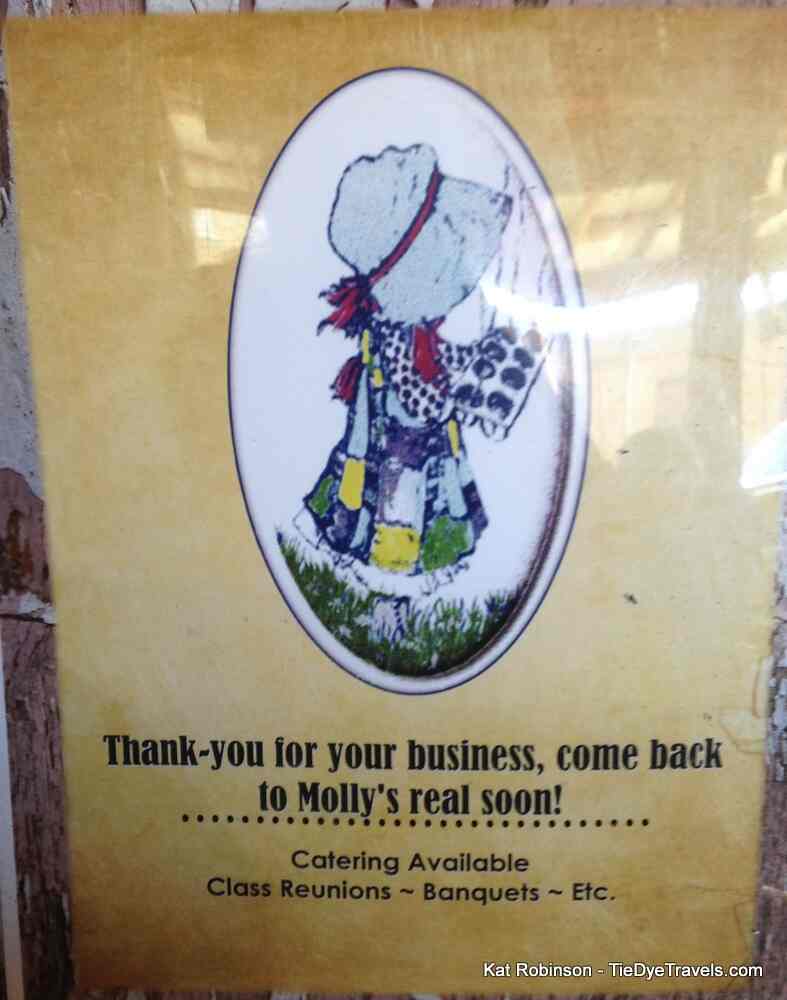 Thank-you for your business, come back
to Molly's real soon!
Catering Available
Class Reunions ~ Banquets ~ Etc.
Kat Robinson - TieDyeTravels.com